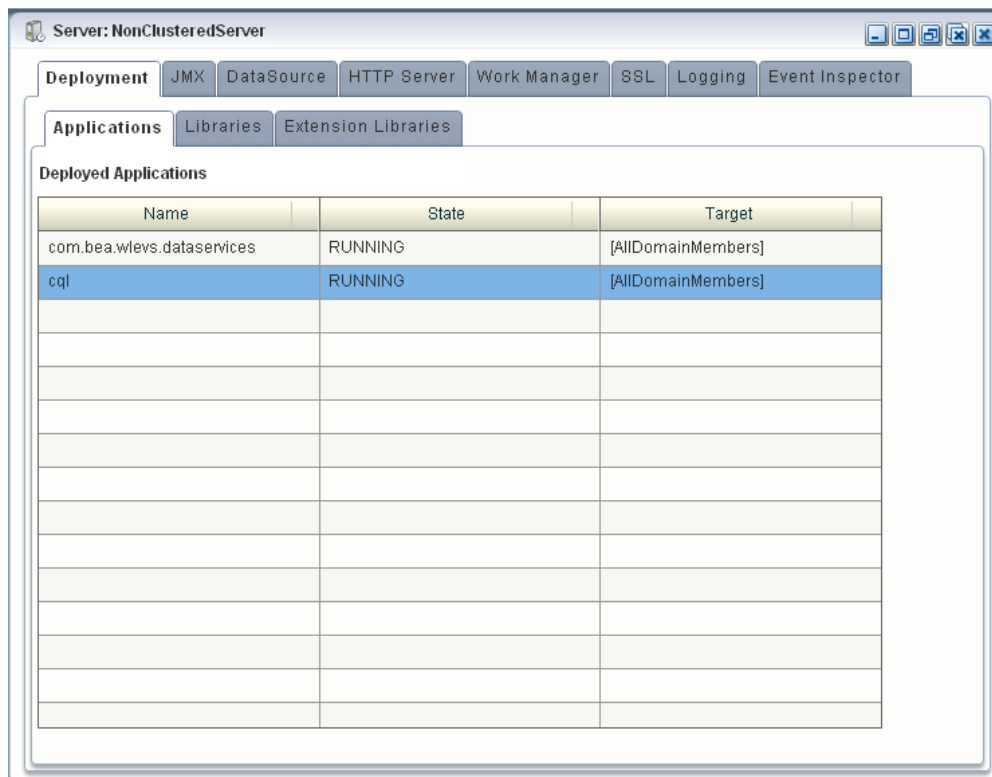 Server: NonClusteredServer
Deployment JMX DataSource HTTP Server Work Manager SSL Logging Event Inspector
Applications Libraries Extension Libraries
Deployed Applications
Name State Target
com.bea.wlevs.dataservices RUNNING [AllDomainMembers]
cql RUNNING [AllDomainMembers]